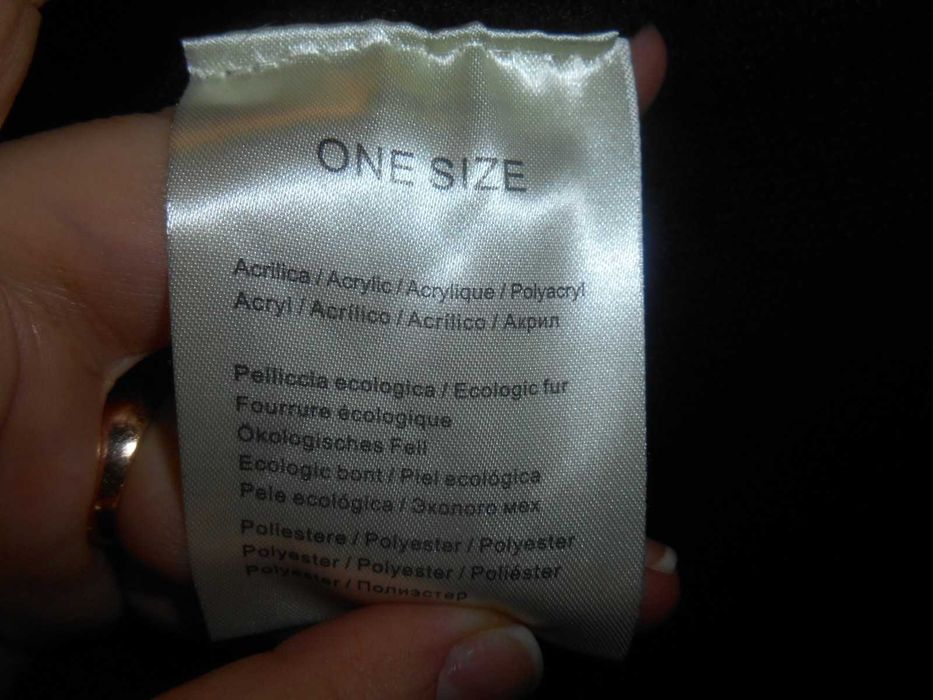 ONE SIZE
Acrilica / Acrylic / Acrylique / Polyacryl
Acryl / Acrílico / Acrílico / Акрил
Pelliccia ecologica / Ecologic fur
Fourrure écologique
Ökologisches Fell
Ecologic bont / Piel ecológica
Pele ecológica / Эколого мех
Poliestere / Polyester / Polyester
Polyester / Polyester / Poliéster
Polyester / Полиэстер